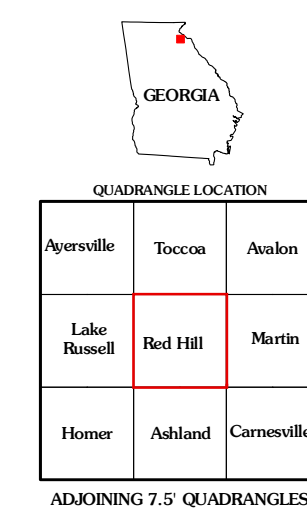 GEORGIA
QUADRANGLE LOCATION
Ayersville Toccoa Avalon
Lake
Russell Red Hill Martin
Homer Ashland Carnesville
ADJOINING 7.5' QUADRANGLES